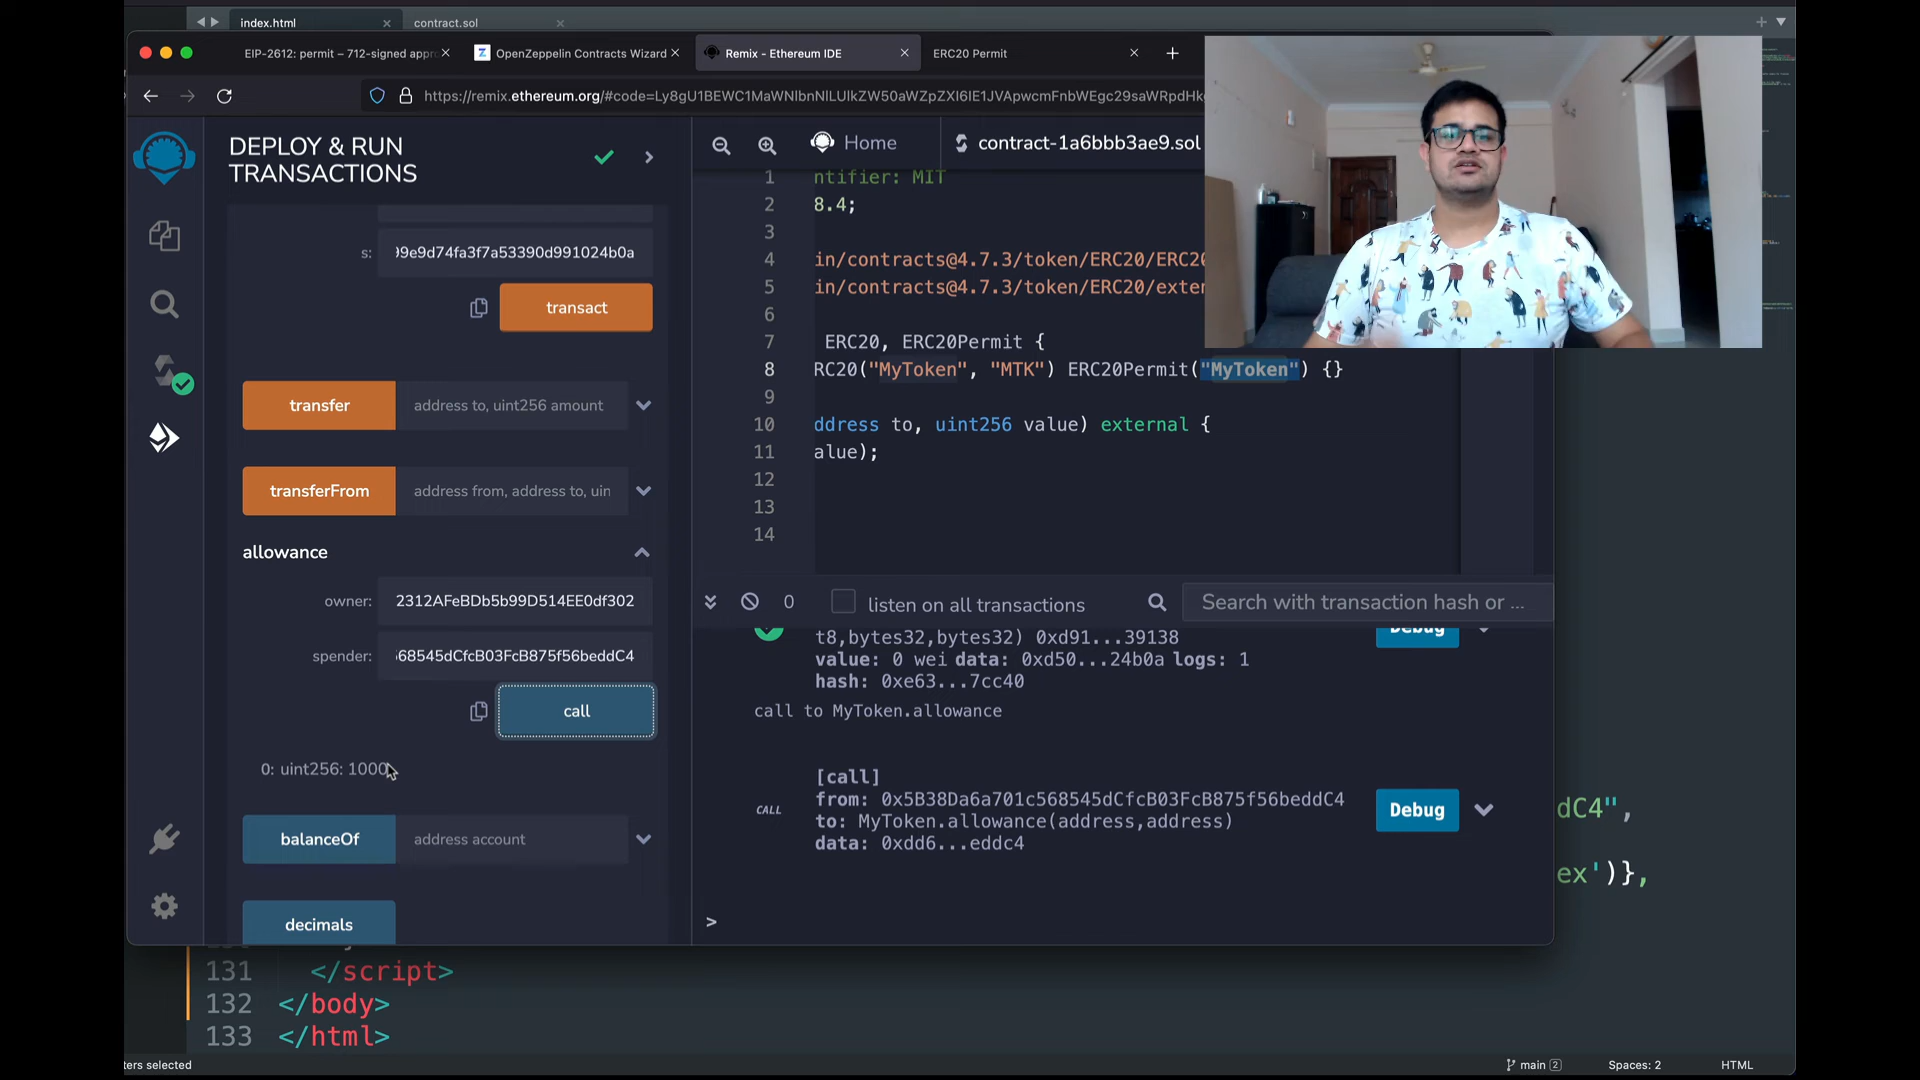 index.html
contract.sol
EIP-2612: permit – 712-signed appr
OpenZeppelin Contracts Wizard
Remix - Ethereum IDE
ERC20 Permit
https://remix.ethereum.org/#code=
DEPLOY & RUN
TRANSACTIONS
Home
contract-1a6bbb3ae9.sol
s:
99e9d74fa3f7a53390d991024b0a
transact
transfer
address to, uint256 amount
transferFrom
address from, address to, uin
allowance
owner:
2312AFeBDb5b99D514EE0df302
spender:
68545dCfcB03FcB875f56beddC4
call
0: uint256: 1000
balanceOf
address account
decimals
1 ntifier: MIT
2 8.4;
3
4 in/contracts@4.7.3/token/ERC20/ERC20
5 in/contracts@4.7.3/token/ERC20/exter
6
7 ERC20, ERC20Permit {
8 RC20("MyToken", "MTK") ERC20Permit("MyToken") {}
9
10 ddress to, uint256 value) external {
11 alue);
12
13
14
0
listen on all transactions
Search with transaction hash or ...
t8,bytes32,bytes32) 0xd91...39138
value: 0 wei data: 0xd50...24b0a logs: 1
hash: 0xe63...7cc40
Debug
call to MyToken.allowance
[call]
CALL
from: 0x5B38Da6a701c568545dCfcB03FcB875f56beddC4
to: MyToken.allowance(address,address)
data: 0xdd6...eddc4
Debug
>
dC4",
ex')},
131 </script>
132 </body>
133 </html>
ters selected
main 2
Spaces: 2
HTML